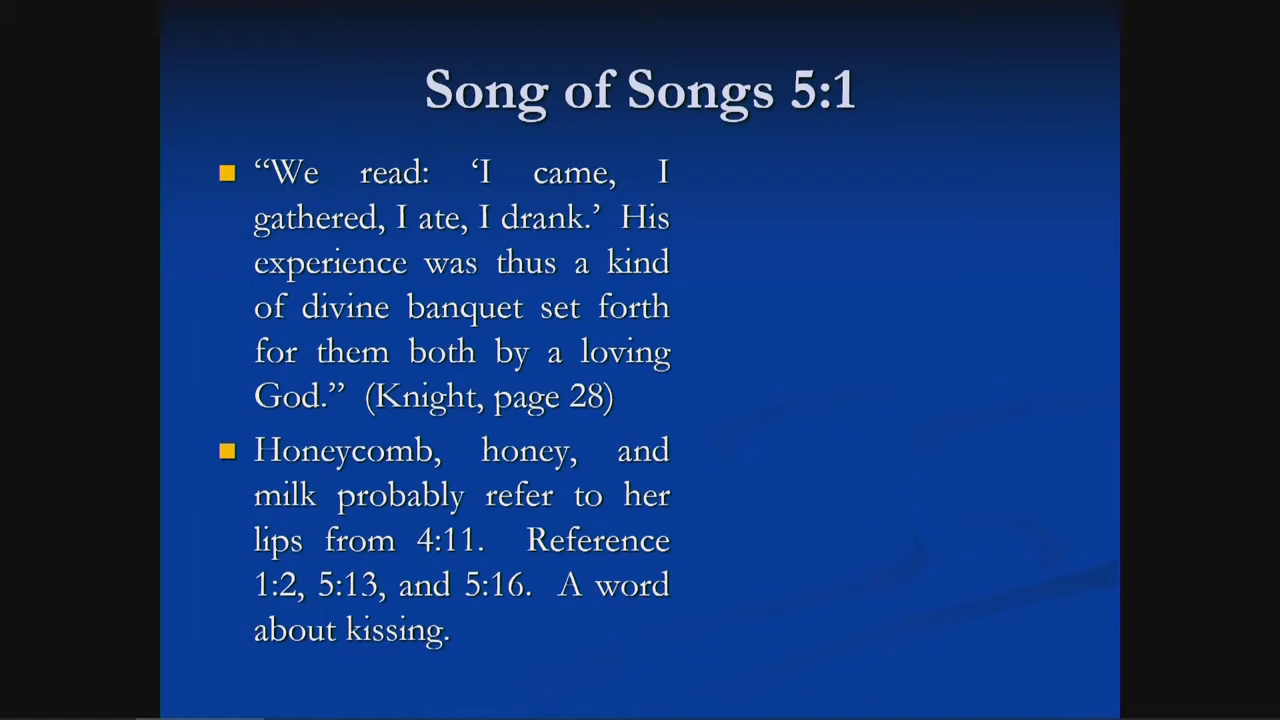 Song of Songs 5:1
“We read: ‘I came, I
gathered, I ate, I drank.’ His
experience was thus a kind
of divine banquet set forth
for them both by a loving
God.” (Knight, page 28)
Honeycomb, honey, and
milk probably refer to her
lips from 4:11. Reference
1:2, 5:13, and 5:16. A word
about kissing.